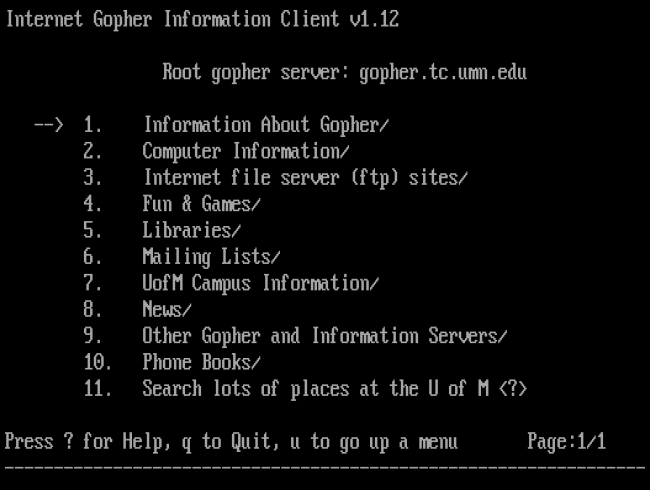 Internet Gopher Information Client v1.12
Root gopher server: gopher.tc.umn.edu
--> 1. Information About Gopher/
2. Computer Information/
3. Internet file server (ftp) sites/
4. Fun & Games/
5. Libraries/
6. Mailing Lists/
7. UofM Campus Information/
8. News/
9. Other Gopher and Information Servers/
10. Phone Books/
11. Search lots of places at the U of M <?>
Press ? for Help, q to Quit, u to go up a menu Page:1/1